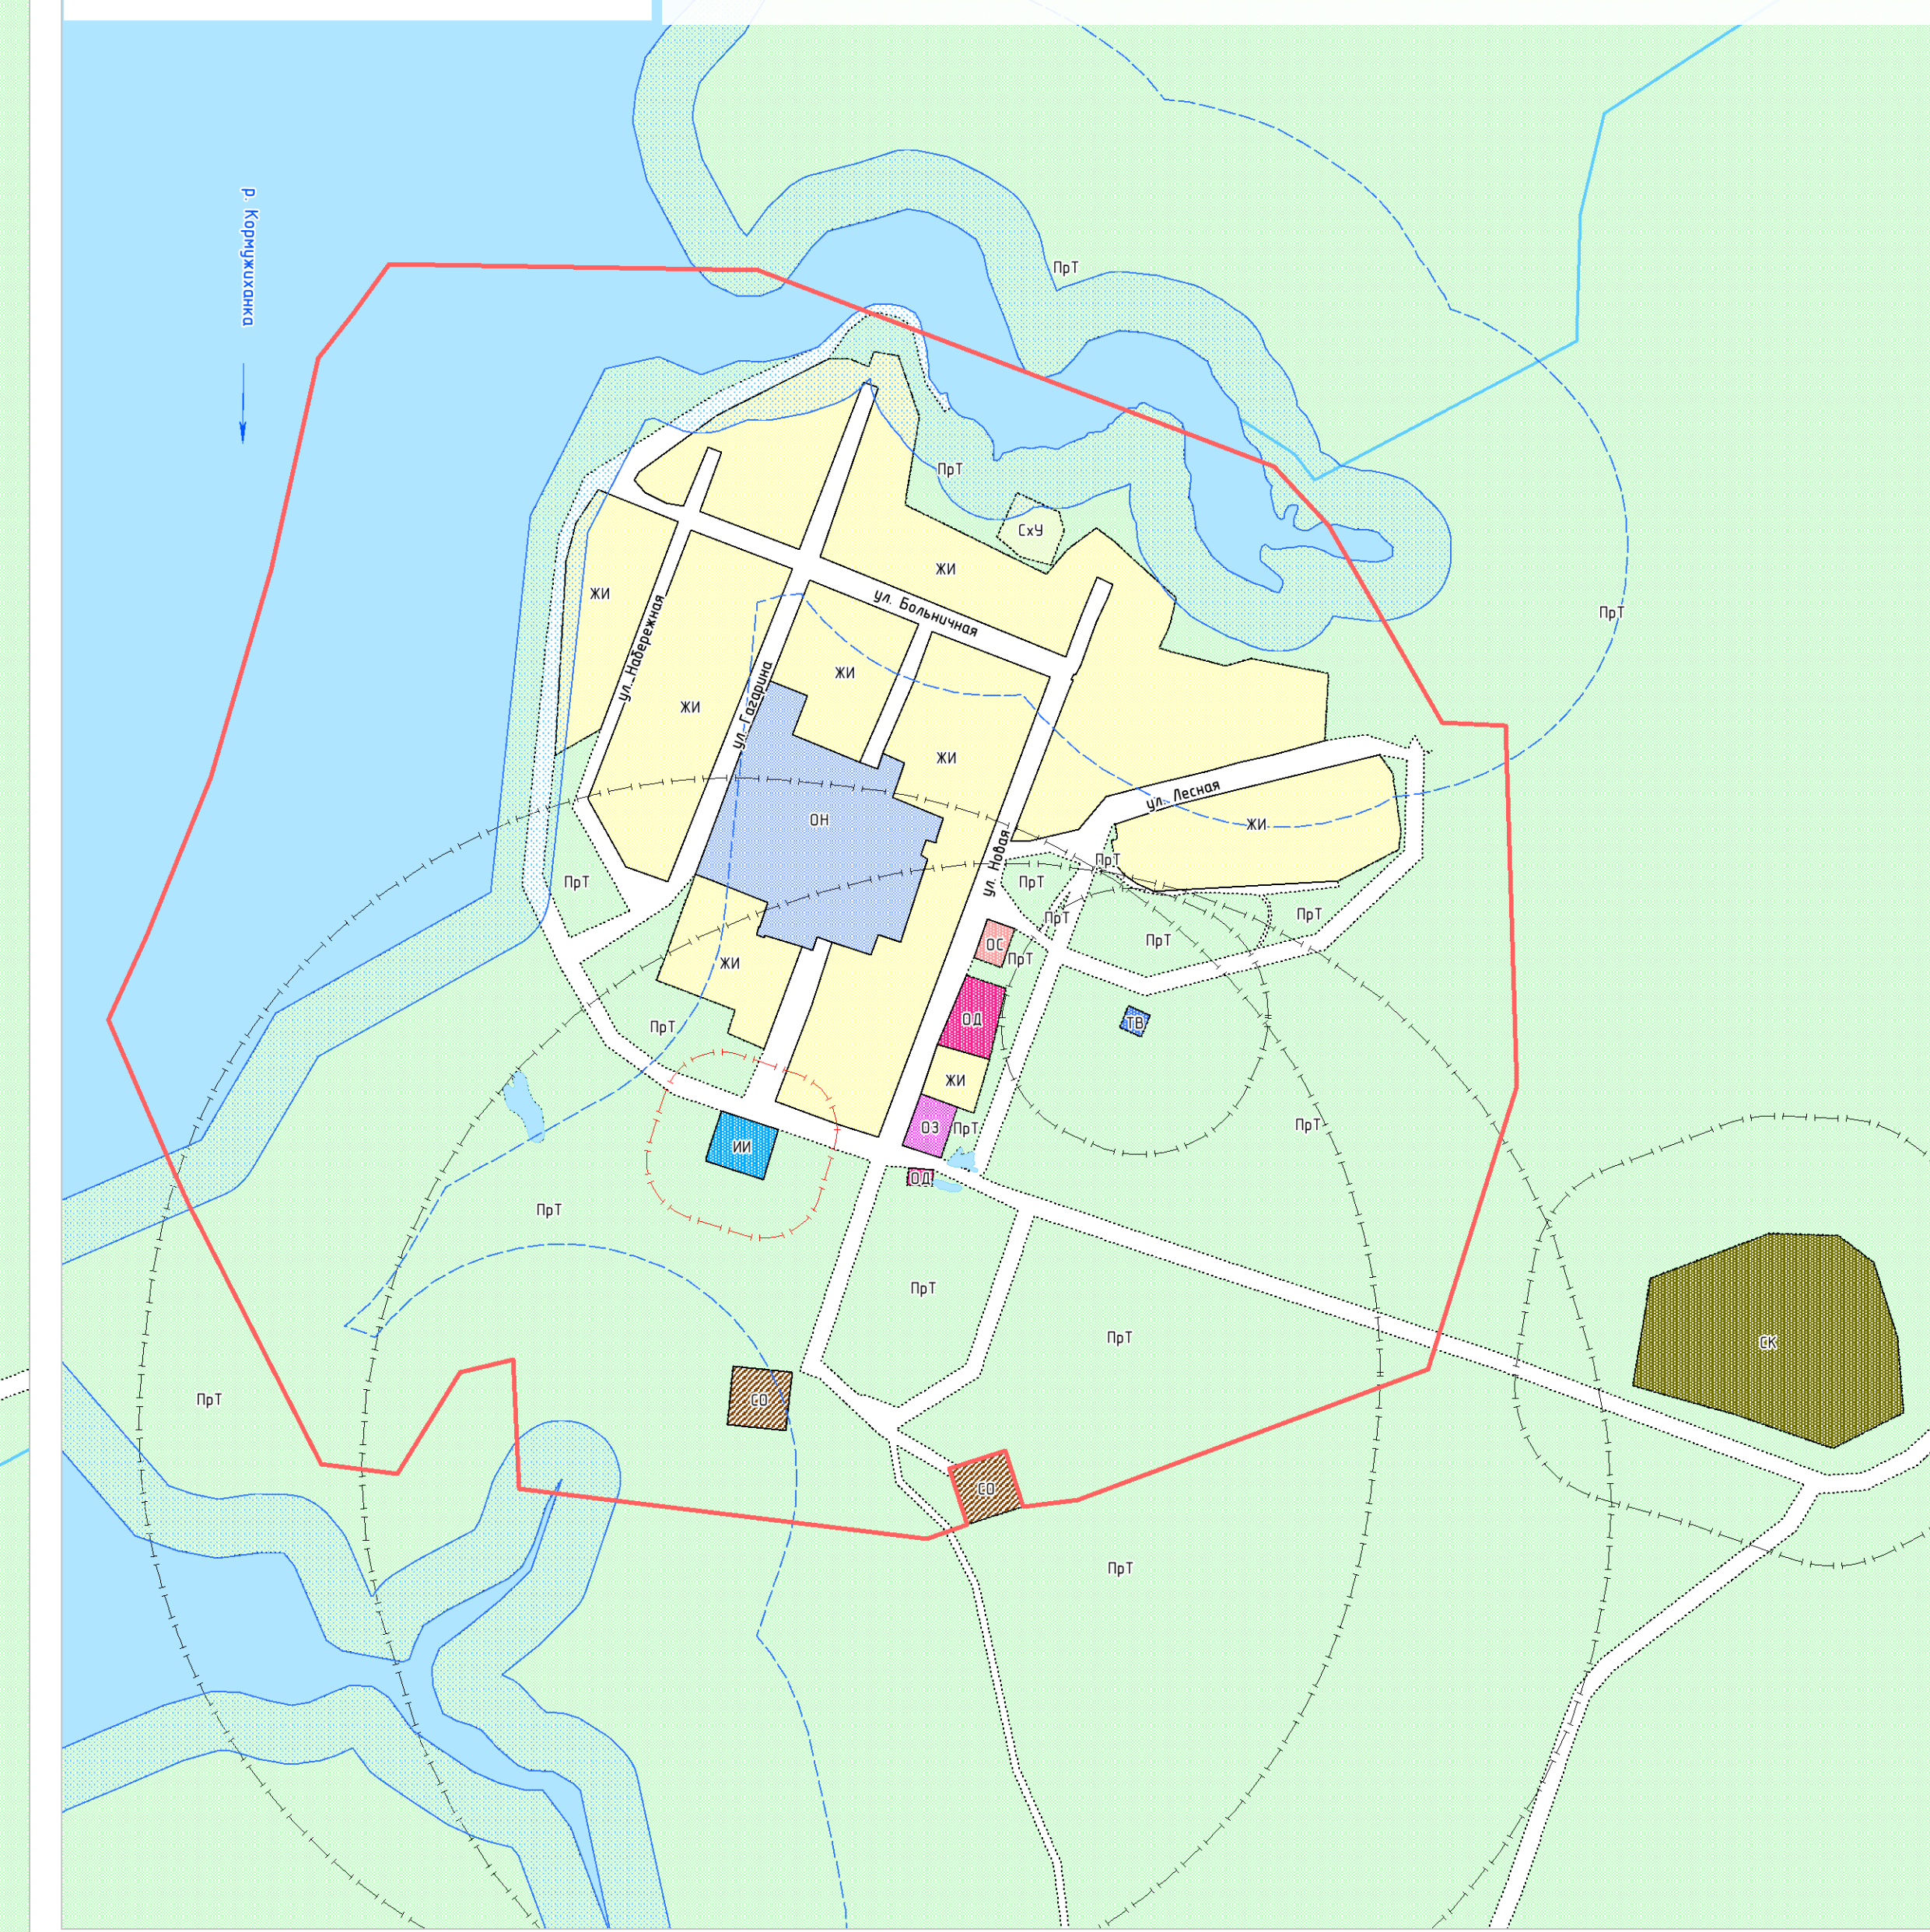 р. Кормужиханка
ПрТ
ПрТ
СхУ
ЖИ
ЖИ
ул. Больничная
ПрТ
ул. Набережная
ЖИ
ЖИ
ул. Гагарина
ЖИ
ул. Лесная
ОН
ЖИ
ул. Новая
ПрТ
ПрТ
ПрТ
ПрТ
ПрТ
ПрТ
ОС
ПрТ
ЖИ
ОД
ТВ
ПрТ
ЖИ
ОЗ
ПрТ
ПрТ
ИИ
ОД
ПрТ
ПрТ
ПрТ
СК
ПрТ
СО
СО
ПрТ